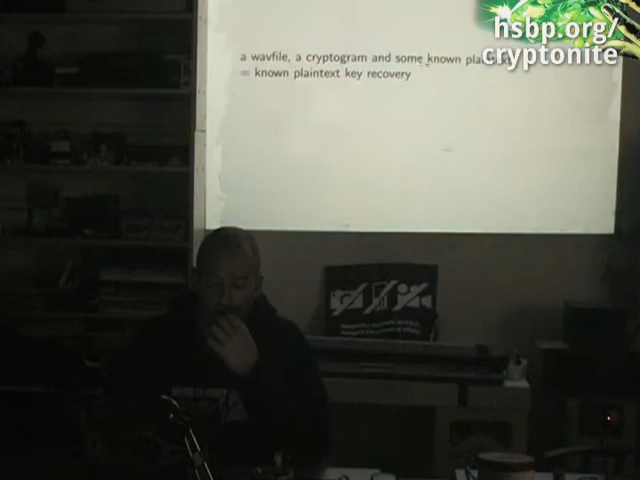 hsbp.org/
cryptonite
a wavfile, a cryptogram and some known
= known plaintext key recovery